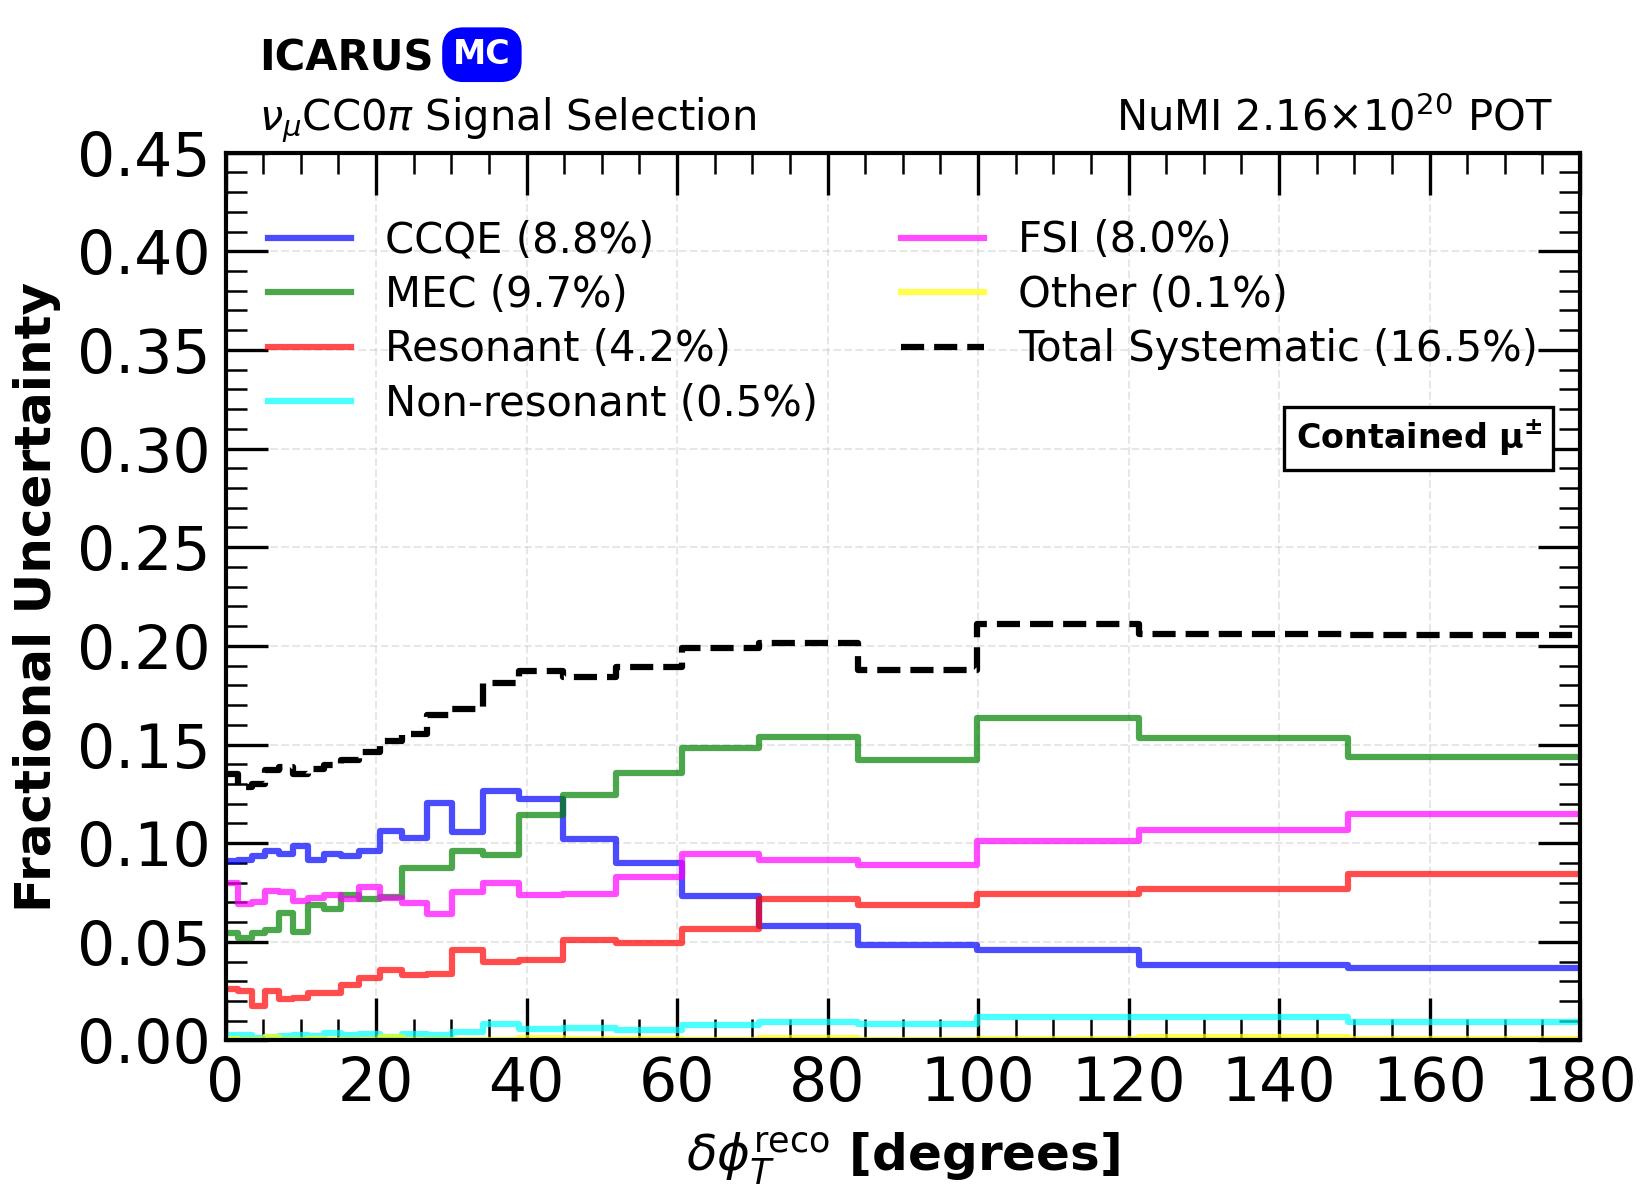 ICARUS MC
νμCC0π Signal Selection NuMI 2.16×10²⁰ POT
0.45
0.40
0.35
0.30
0.25
0.20
0.15
0.10
0.05
0.00
Fractional Uncertainty
CCQE (8.8%)
MEC (9.7%)
Resonant (4.2%)
Non-resonant (0.5%)
FSI (8.0%)
Other (0.1%)
Total Systematic (16.5%)
Contained μ±
0 20 40 60 80 100 120 140 160 180
δϕ_T^reco [degrees]